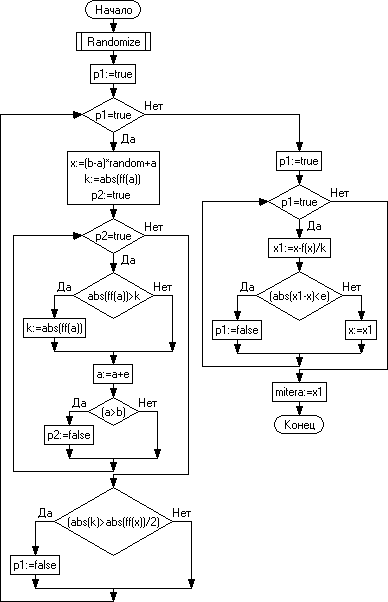 Начало
Randomize
p1:=true
p1=true
Нет
Да
x:=(b-a)*random+a
k:=abs(ff(a))
p2:=true
p2=true
Нет
Да
Да
abs(ff(a))>k
Нет
k:=abs(ff(a))
a:=a+e
Да
(a>b)
Нет
p2:=false
Да
(abs(k)>abs(ff(x))/2)
Нет
p1:=false
p1:=true
p1=true
Нет
Да
x1:=x-f(x)/k
Да
(abs(x1-x)<e)
Нет
p1:=false
x:=x1
mitera:=x1
Конец